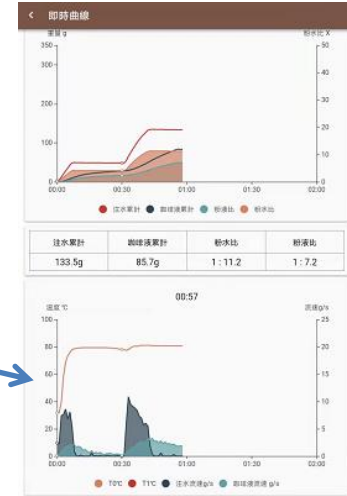 即時曲線
重量 g
粉水比 X
350
50
300
40
30
200
20
100
10
0
0
00:00
00:30
01:00
01:30
02:00
注水累計
咖啡液累計
粉液比
粉水比
注水累計
咖啡液累計
粉水比
粉液比
133.5g
85.7g
1:11.2
1:7.2
00:57
溫度 ℃
流速g/s
100
25
80
20
60
15
40
10
20
5
0
0
00:00
00:30
01:00
01:30
02:00
T0℃
T1℃
注水流速g/s
咖啡液流速 g/s